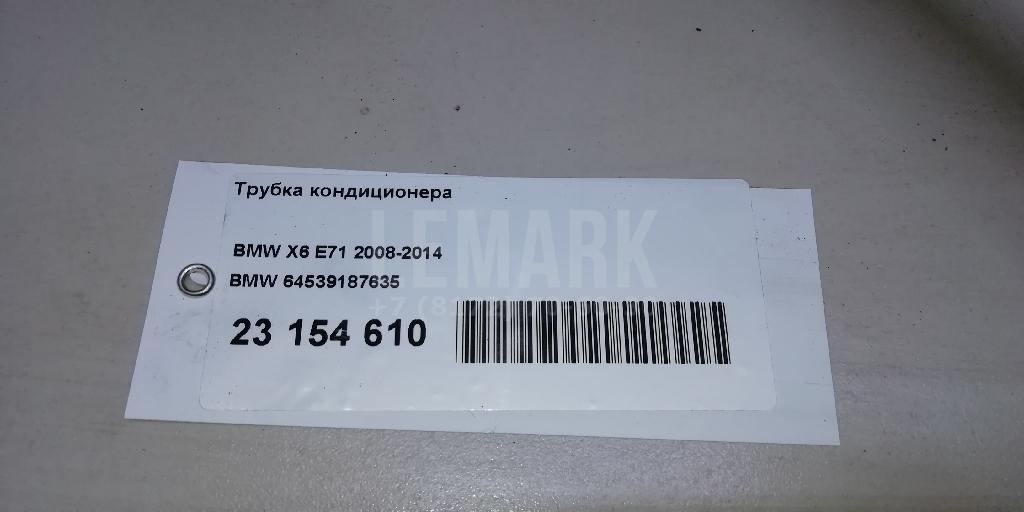 Трубка кондиционера
LEMARK
BMW X6 E71 2008-2014
BMW 64539187635
23 154 610